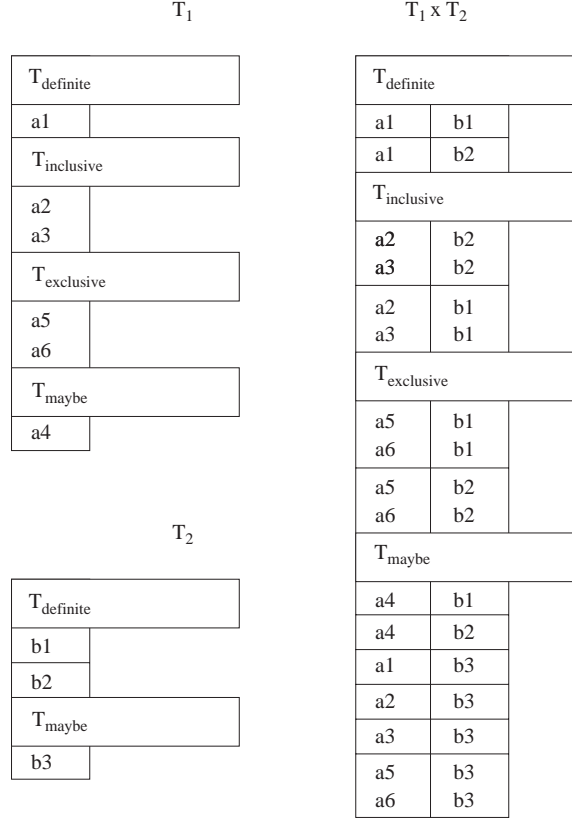 T1
Tdefinite
a1
Tinclusive
a2
a3
Texclusive
a5
a6
Tmaybe
a4
T2
Tdefinite
b1
b2
Tmaybe
b3
T1 x T2
Tdefinite
a1 b1
a1 b2
Tinclusive
a2 b2
a3 b2
a2 b1
a3 b1
Texclusive
a5 b1
a6 b1
a5 b2
a6 b2
Tmaybe
a4 b1
a4 b2
a1 b3
a2 b3
a3 b3
a5 b3
a6 b3